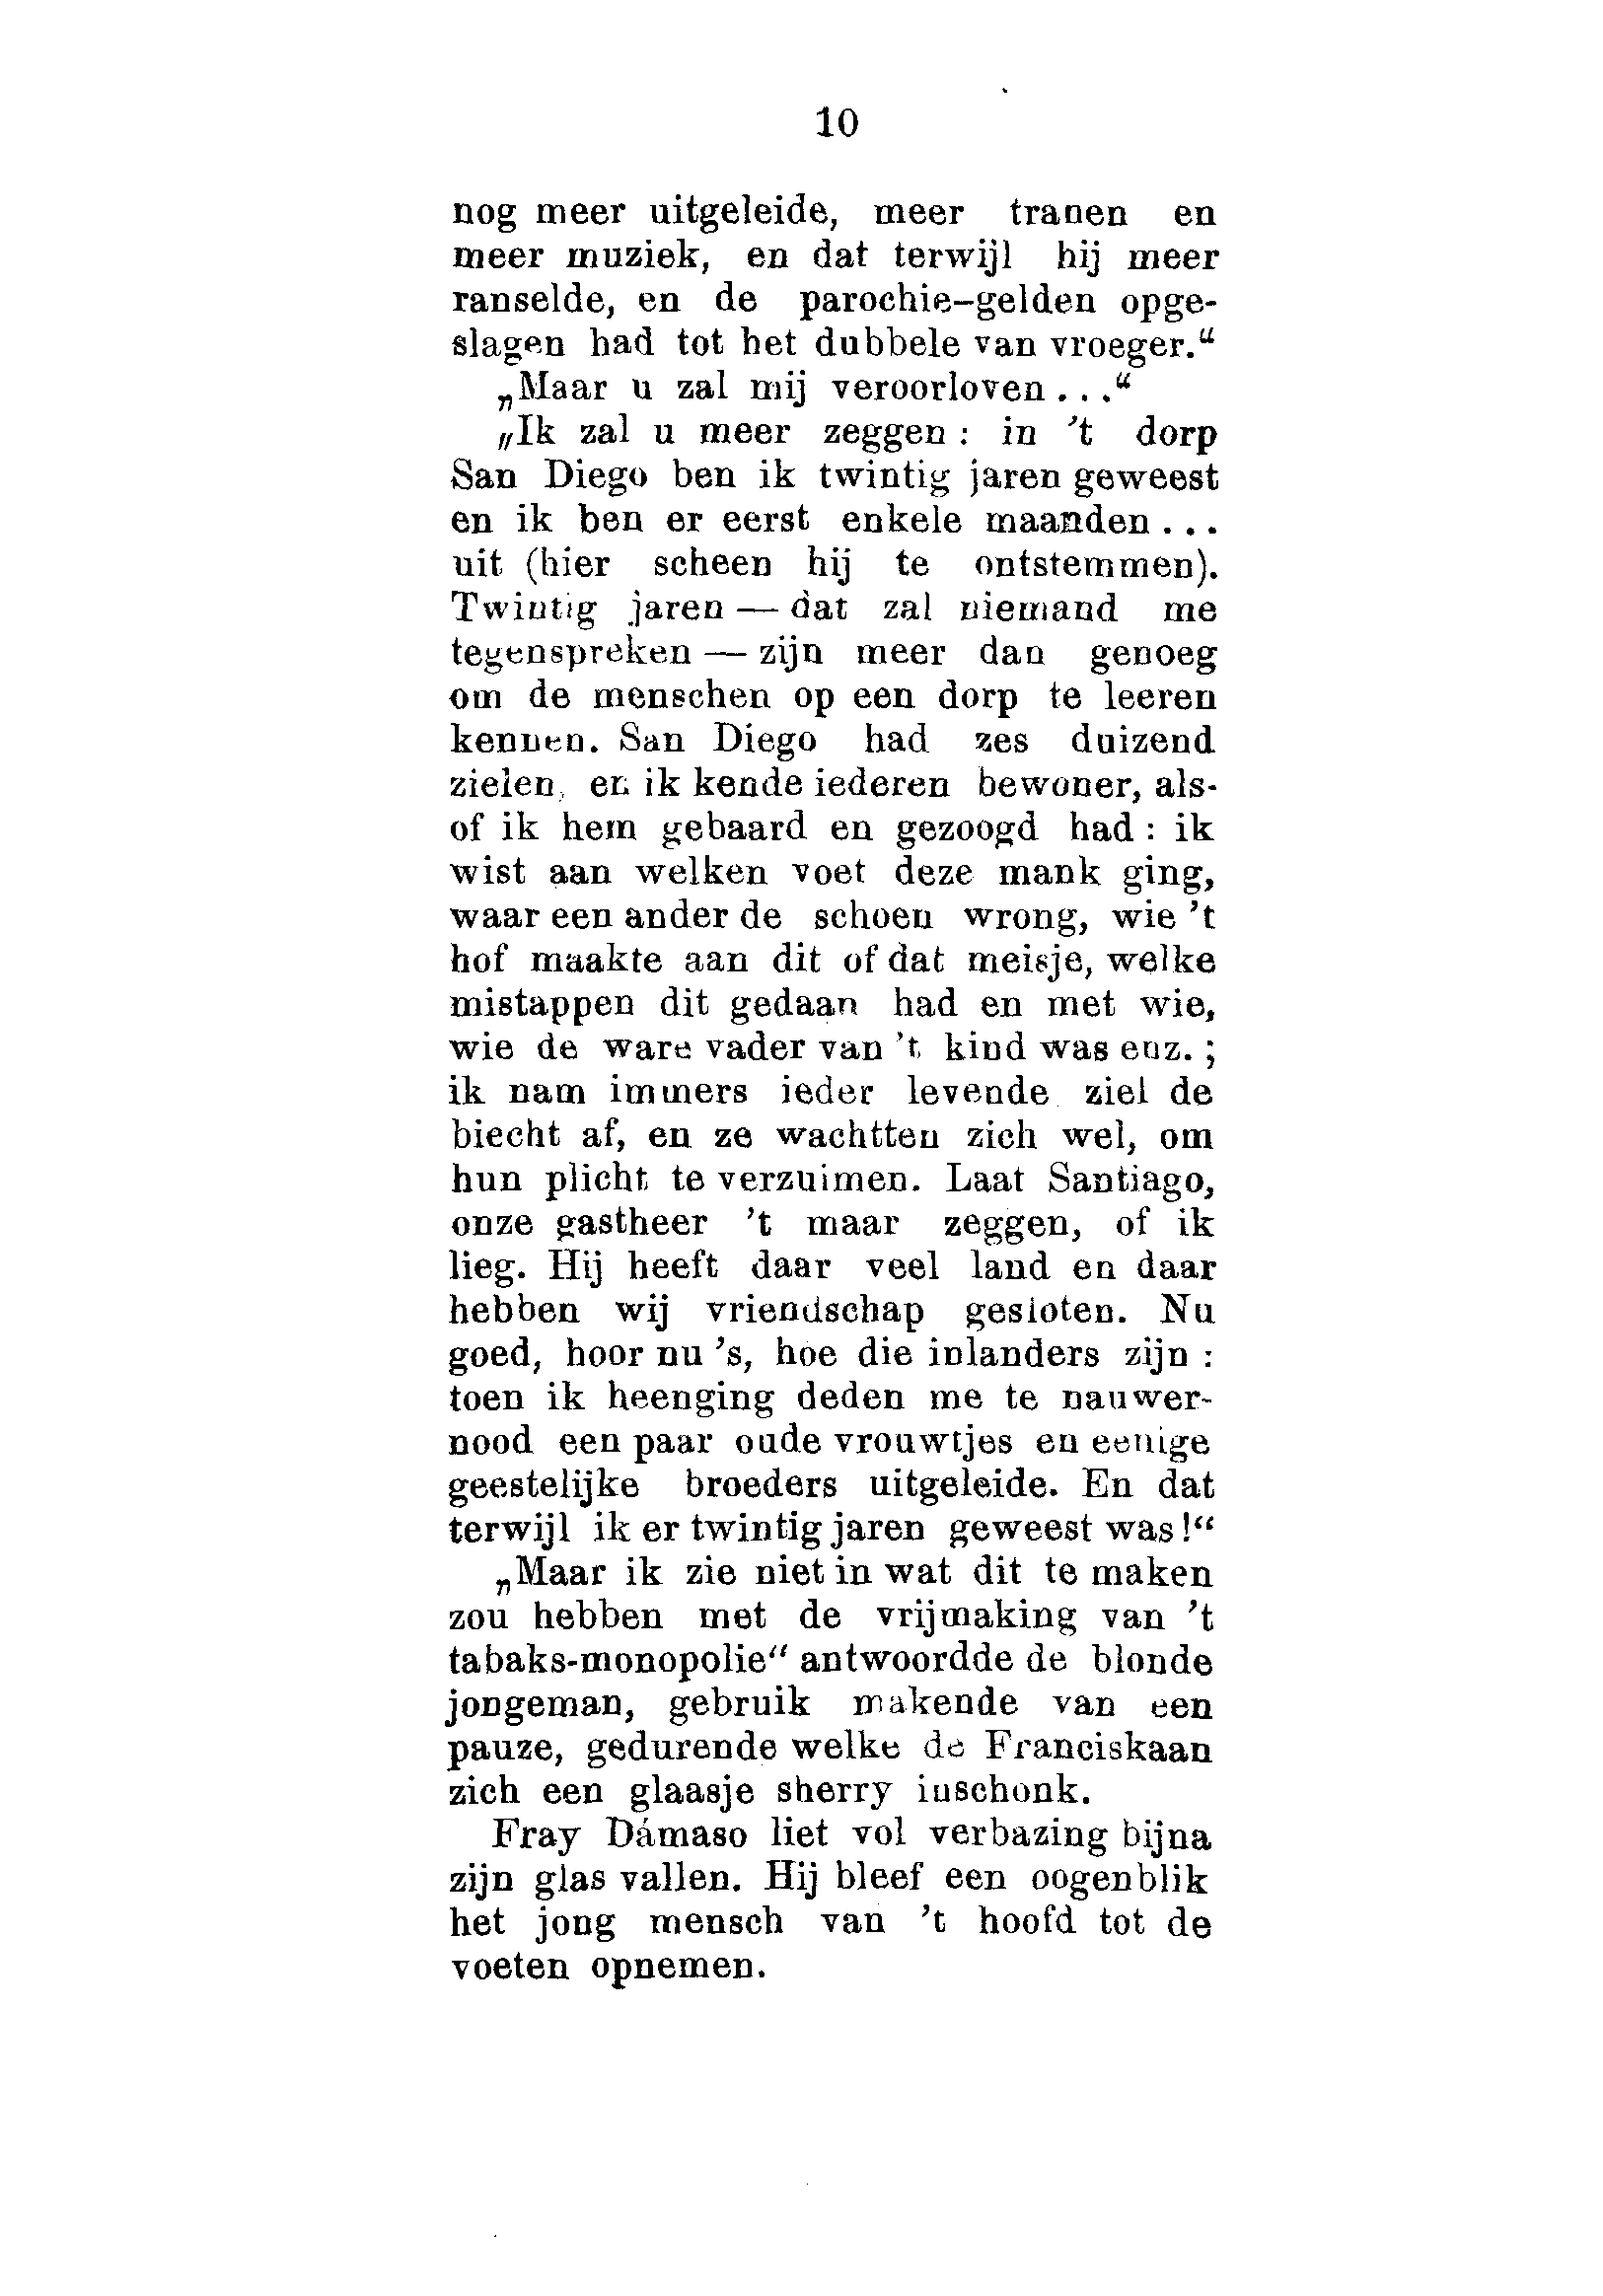 10
nog meer uitgeleide, meer tranen en
meer muziek, en dat terwijl hij meer
ranselde, en de parochie-gelden opge-
slagen had tot het dubbele van vroeger.“
„Maar u zal mij veroorloven . . .“
„Ik zal u meer zeggen : in 't dorp
San Diego ben ik twintig jaren geweest
en ik ben er eerst enkele maanden . . .
uit (hier scheen hij te ontstemmen).
Twintig jaren — dat zal niemand me
tegenspreken — zijn meer dan genoeg
om de menschen op een dorp te leeren
kennen. San Diego had zes duizend
zielen, en ik kende iederen bewoner, als-
of ik hem gebaard en gezoogd had : ik
wist aan welken voet deze mank ging,
waar een ander de schoen wrong, wie 't
hof maakte aan dit of dat meisje, welke
mistappen dit gedaan had en met wie,
wie de ware vader van 't kind was enz. ;
ik nam immers ieder levende ziel de
biecht af, en ze wachtten zich wel, om
hun plicht te verzuimen. Laat Santiago,
onze gastheer 't maar zeggen, of ik
lieg. Hij heeft daar veel land en daar
hebben wij vriendschap gesloten. Nu
goed, hoor nu 's, hoe die inlanders zijn :
toen ik heenging deden me te nauwer-
nood een paar oude vrouwtjes en eenige
geestelijke broeders uitgeleide. En dat
terwijl ik er twintig jaren geweest was!“
„Maar ik zie niet in wat dit te maken
zou hebben met de vrijmaking van 't
tabaks-monopolie“ antwoordde de blonde
jongeman, gebruik makende van een
pauze, gedurende welke de Franciskaan
zich een glaasje sherry inschonk.
Fray Dámaso liet vol verbazing bijna
zijn glas vallen. Hij bleef een oogenblik
het jong mensch van 't hoofd tot de
voeten opnemen.